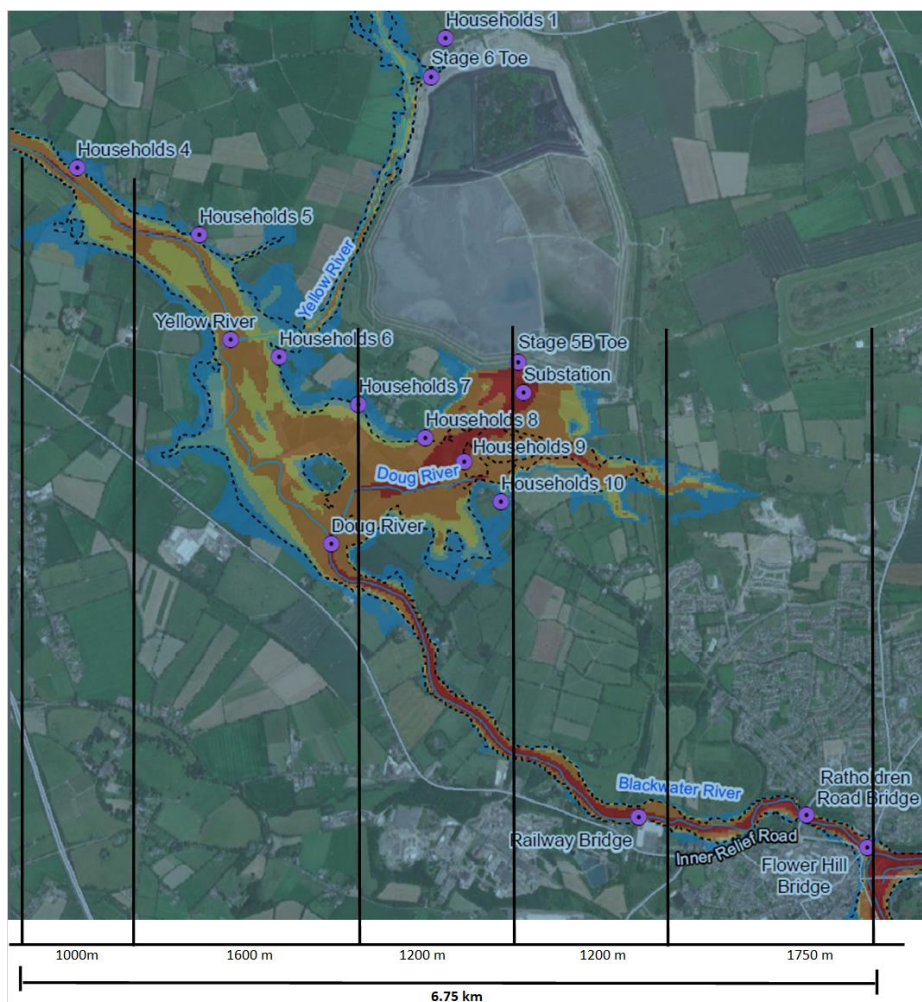 Households 1
Stage 6 Toe
Households 4
Households 5
Yellow River
Yellow River
Households 6
Stage 5B Toe
Substation
Households 7
Households 8
Households 9
Doug River
Households 10
Doug River
Blackwater River
Ratholdren
Road Bridge
Railway Bridge
Inner Relief Road
Flower Hill
Bridge
1000m
1600 m
1200 m
1200 m
1750 m
6.75 km